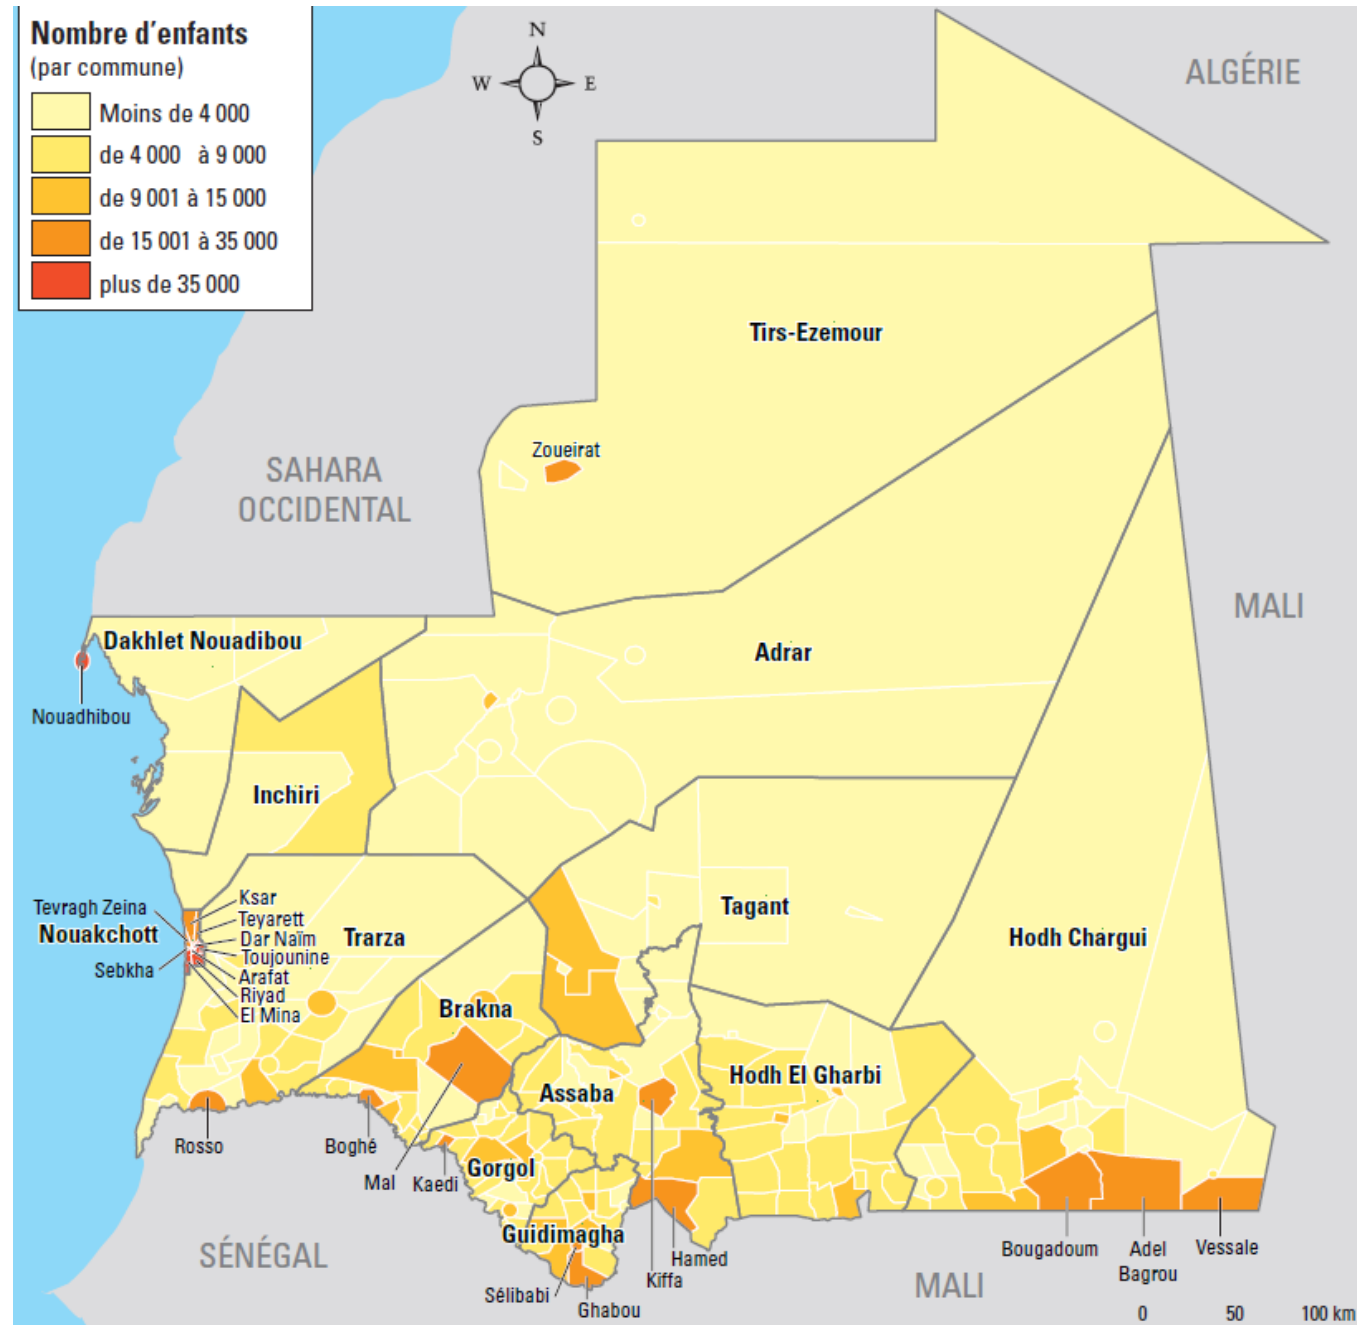 Nombre d'enfants
(par commune)
Moins de 4 000
de 4 000 à 9 000
de 9 001 à 15 000
de 15 001 à 35 000
plus de 35 000
N
W
E
S
ALGÉRIE
Tirs-Ezemour
Zoueirat
SAHARA
OCCIDENTAL
MALI
Dakhlet Nouadibou
Adrar
Nouadhibou
Inchiri
Ksar
Tevragh Zeina
Teyarett
Nouakchott
Dar Naïm
Toujounine
Sebkha
Arafat
Riyad
El Mina
Trarza
Tagant
Hodh Chargui
Brakna
Assaba
Hodh El Gharbi
Rosso
Boghé
Mal
Kaedi
Gorgol
Guidimagha
SÉNÉGAL
Sélibabi
Ghabou
Kiffa
Hamed
Bougadoum
Adel
Bagrou
Vessale
MALI
0 50 100 km